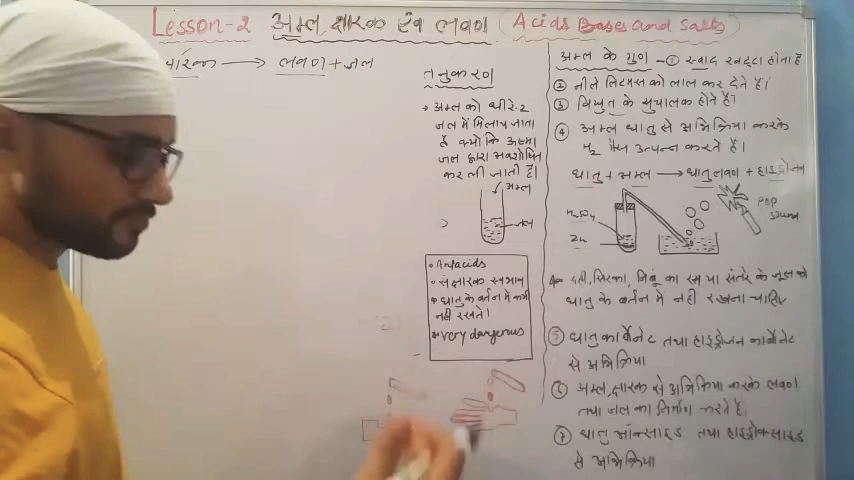 Lesson-2 अम्ल क्षारक एवं लवण (Acids Bases and Salts)
→ लवण + जल
तनुकरण
→ अम्ल को धीरे-2
जल में मिलाया जाता
है क्योंकि ऊष्मा
जल द्वारा अवशोषित
कर ली जाती है।
अम्ल
जल
• Antacids
• संक्षारक स्वभाव
• धातु के बर्तन में कभी
नहीं रखते।
• very dangerous
अम्ल के गुण - ① स्वाद खट्टा होता है
② नीले लिटमस को लाल कर देते है।
③ विद्युत के सुचालक होते है।
④ अम्ल धातु से अभिक्रिया करके
H2 गैस उत्पन्न करते है।
धातु + अम्ल → धातु लवण + हाइड्रोजन
H2SO4
Zn
POP
sound
दही, सिरका, निंबू का रस या संतरे के जूस को
धातु के बर्तन में नही रखना चाहिए
⑤ धातु कार्बोनेट तथा हाइड्रोजन कार्बोनेट
से अभिक्रिया
⑥ अम्ल, क्षारक से अभिक्रिया करके लवण
तथा जल का निर्माण करते है।
⑦ धातु ऑक्साइड तथा हाइड्रोक्साइड
से अभिक्रिया